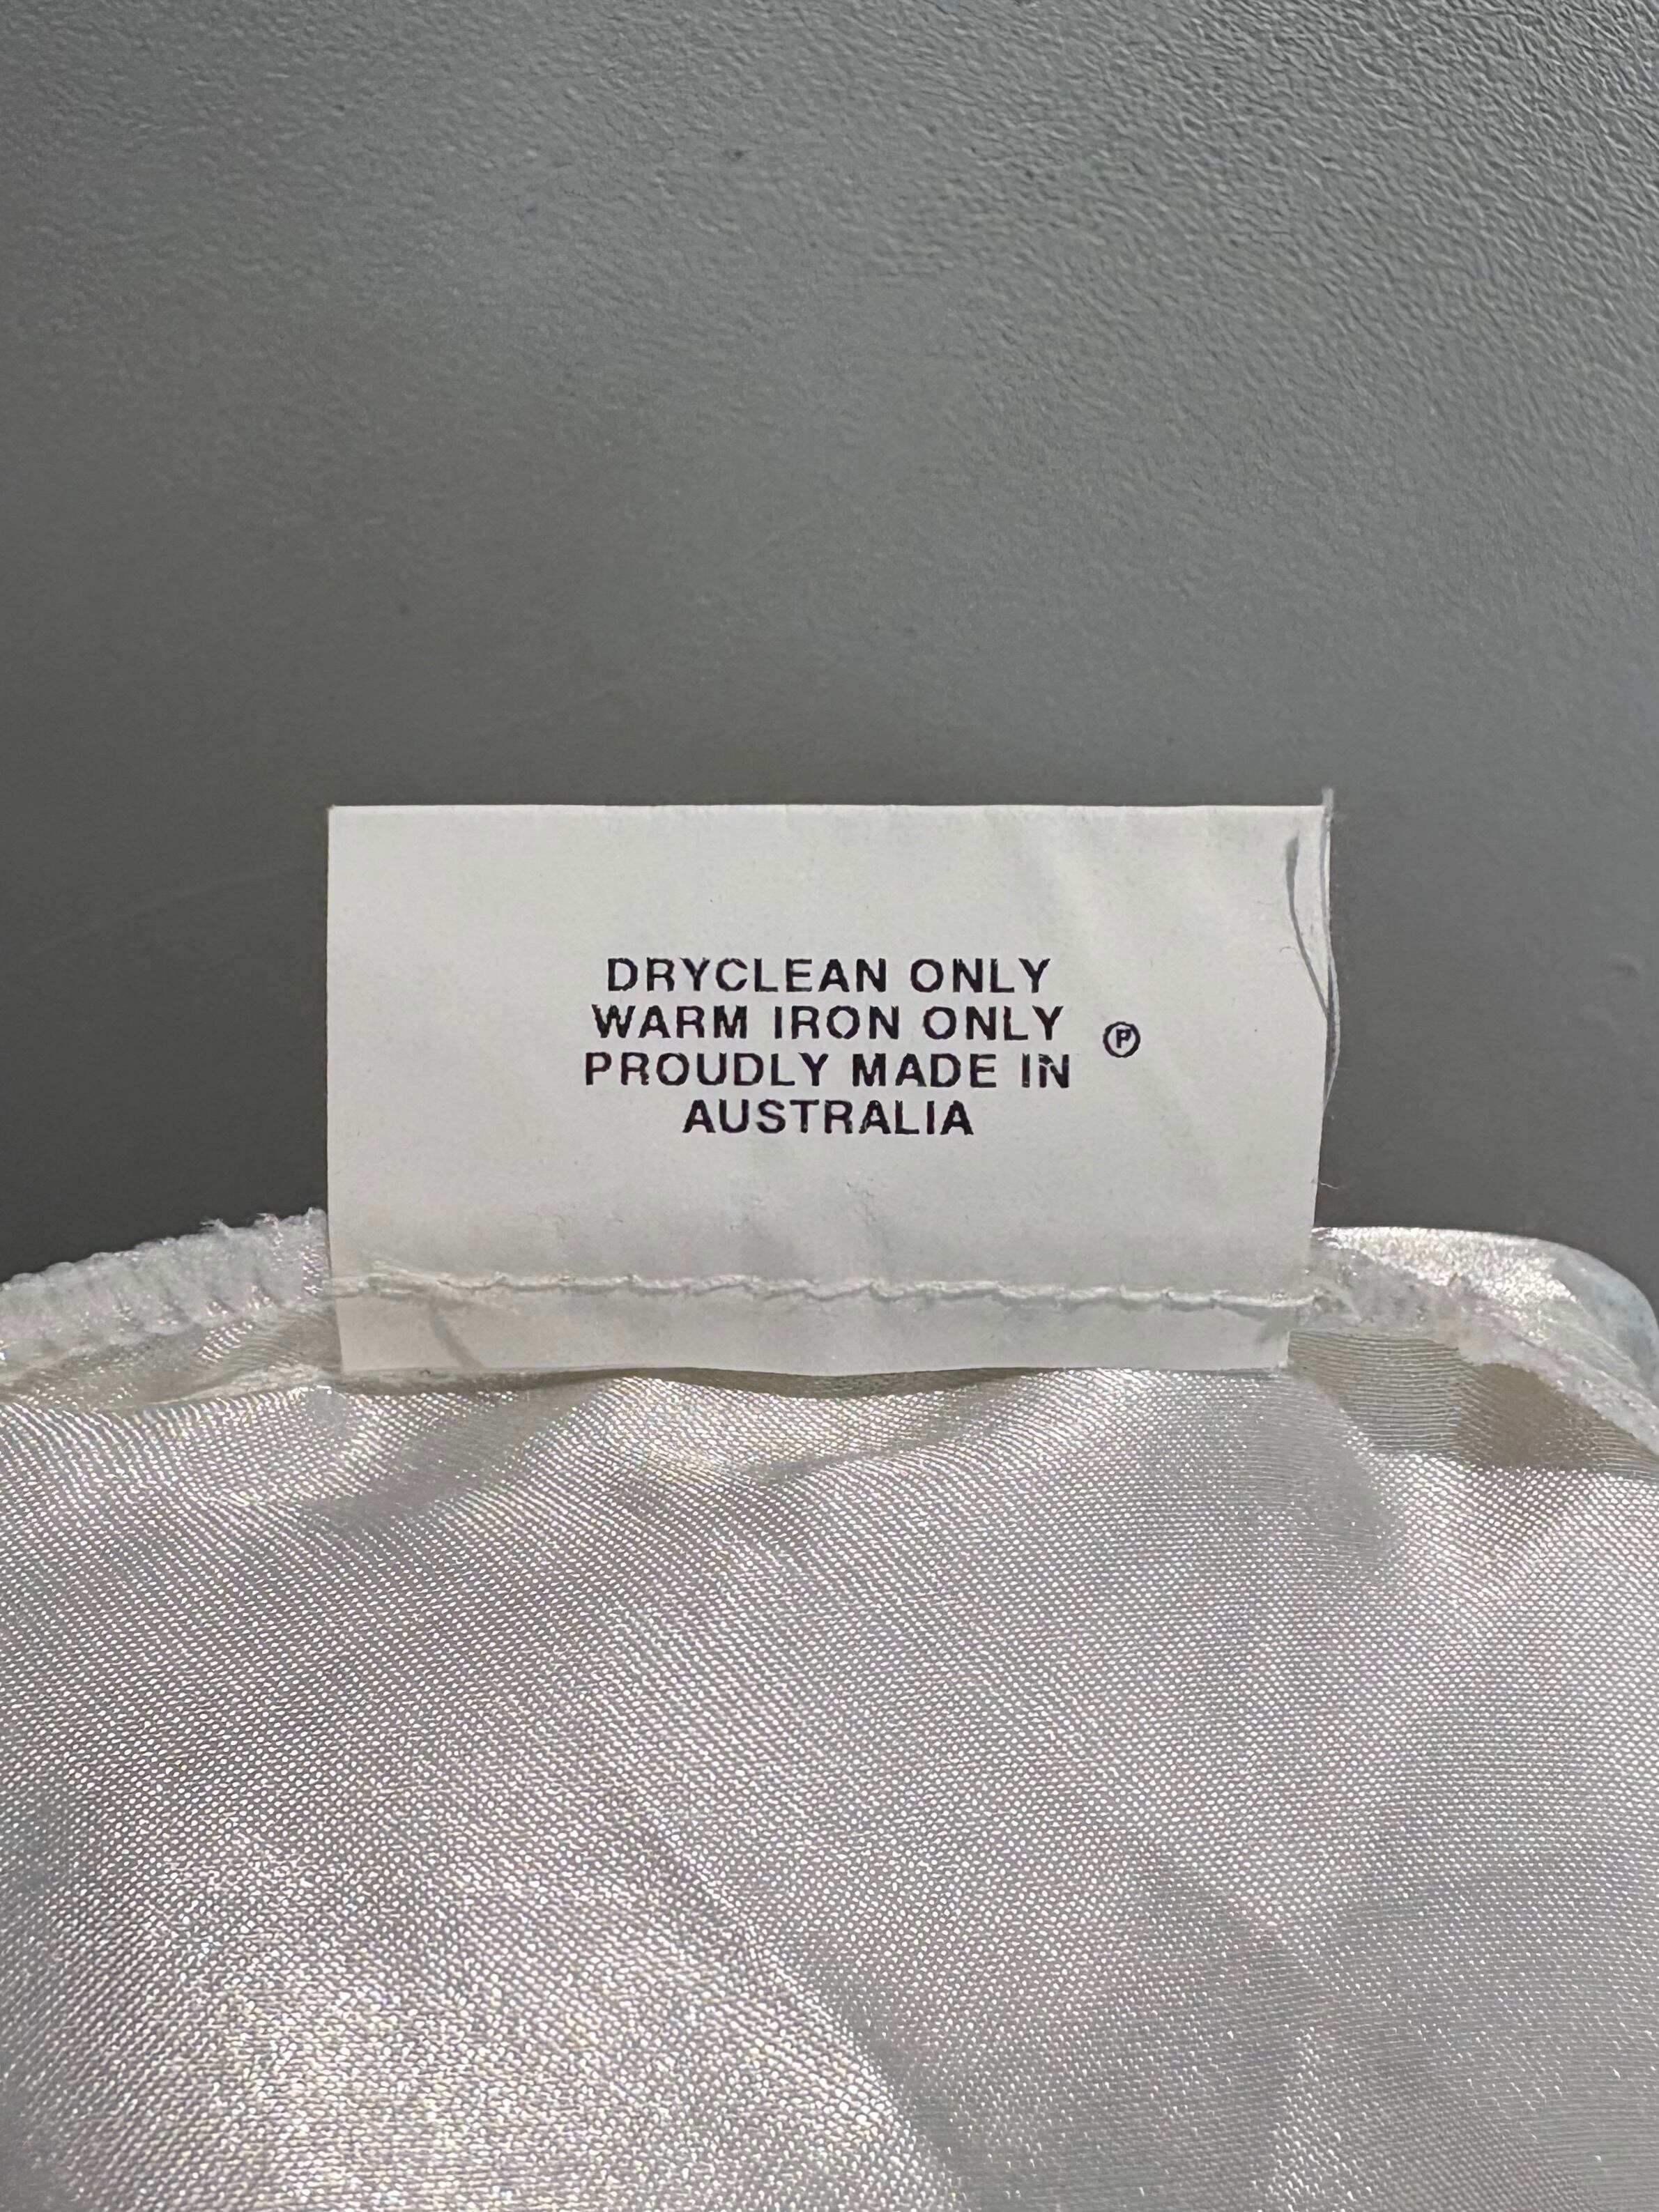 DRYCLEAN ONLY
WARM IRON ONLY
PROUDLY MADE IN
AUSTRALIA
Ⓟ